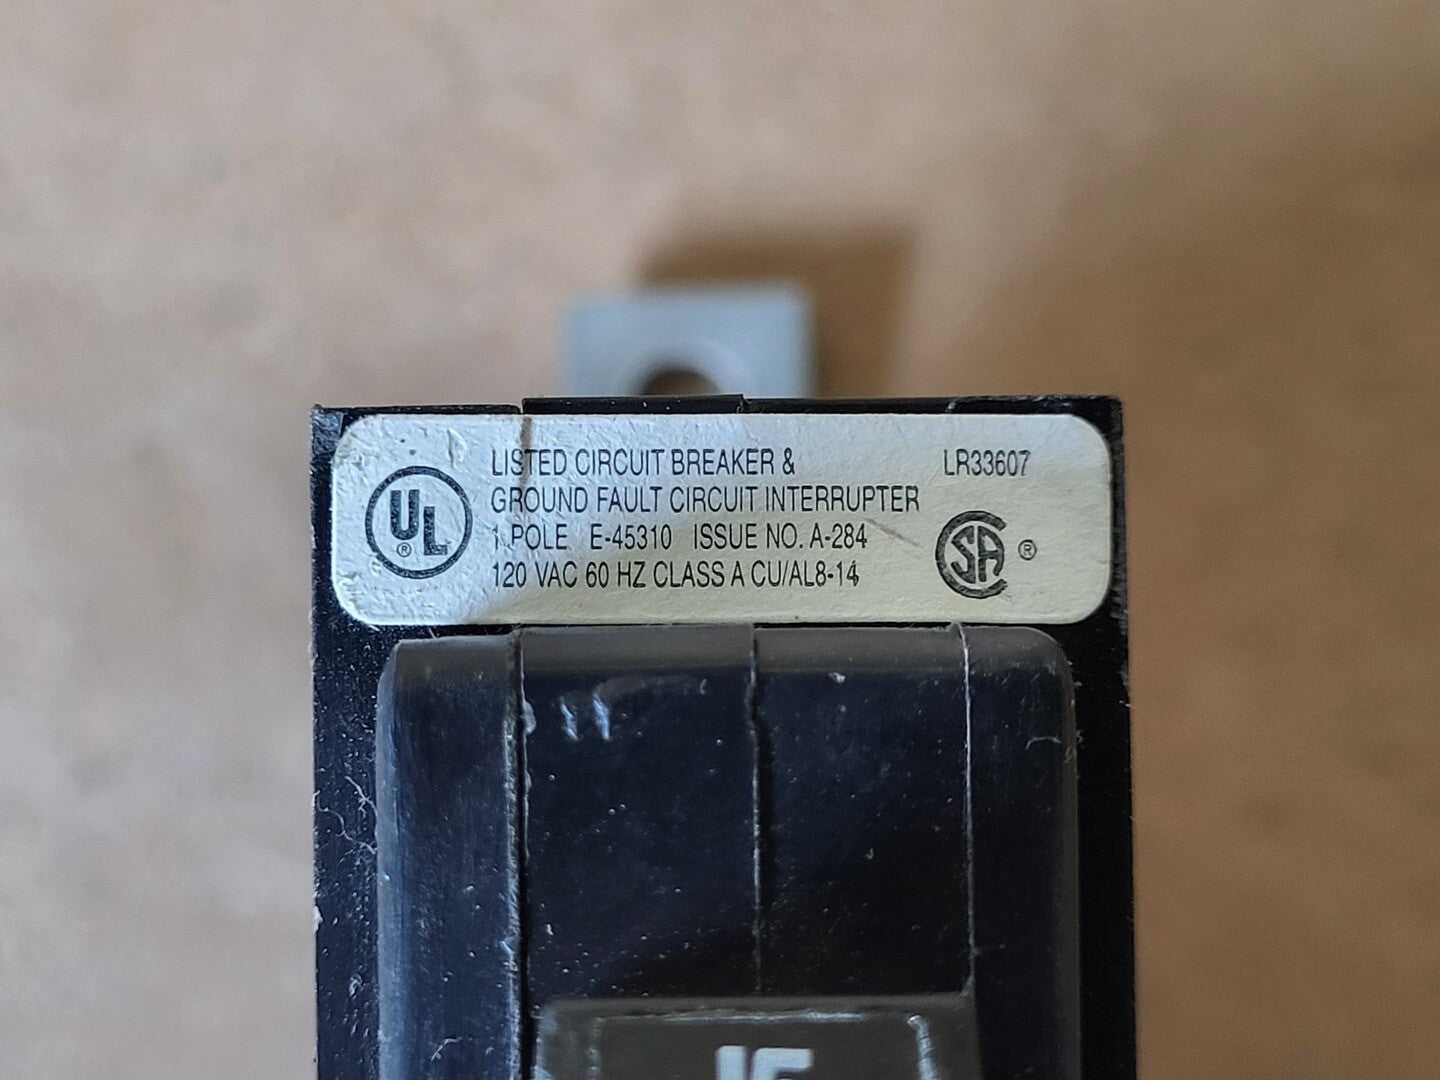 LISTED CIRCUIT BREAKER &
GROUND FAULT CIRCUIT INTERRUPTER
1 POLE E-45310 ISSUE NO. A-284
120 VAC 60 HZ CLASS A CU/AL8-14
LR33607
UL
®
SA
®